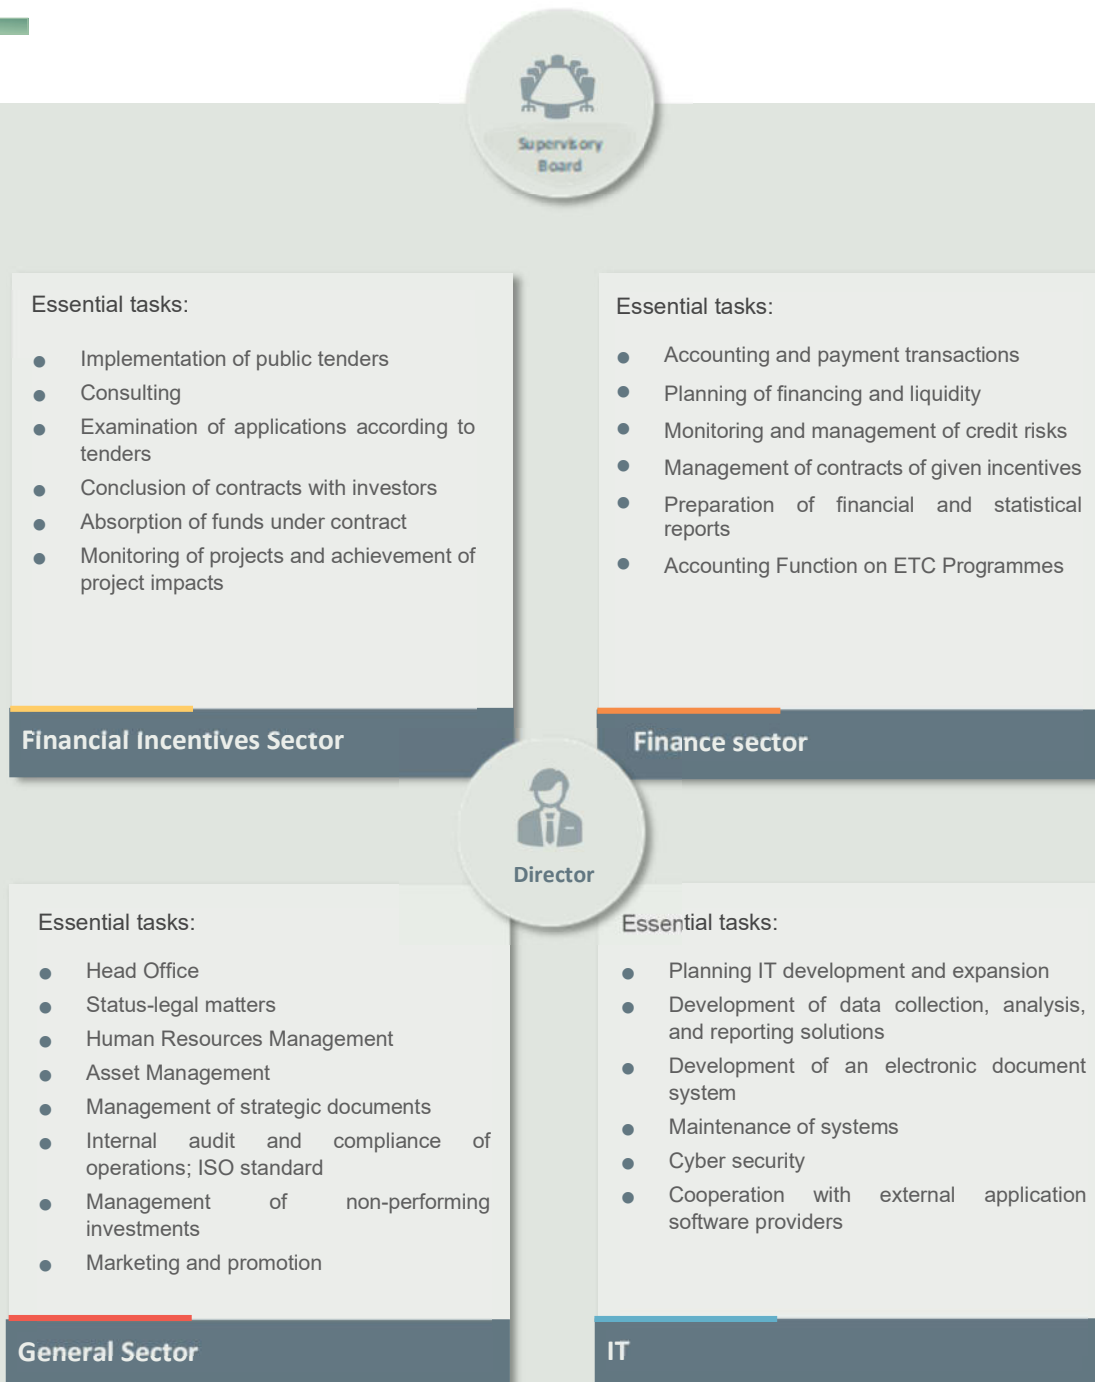 Supervisory
Board
Essential tasks:
Implementation of public tenders
Consulting
Examination of applications according to
tenders
Conclusion of contracts with investors
Absorption of funds under contract
Monitoring of projects and achievement of
project impacts
Financial Incentives Sector
Essential tasks:
Accounting and payment transactions
Planning of financing and liquidity
Monitoring and management of credit risks
Management of contracts of given incentives
Preparation of financial and statistical
reports
Accounting Function on ETC Programmes
Finance sector
Director
Essential tasks:
Head Office
Status-legal matters
Human Resources Management
Asset Management
Management of strategic documents
Internal audit and compliance of
operations; ISO standard
Management of non-performing
investments
Marketing and promotion
General Sector
Essential tasks:
Planning IT development and expansion
Development of data collection, analysis,
and reporting solutions
Development of an electronic document
system
Maintenance of systems
Cyber security
Cooperation with external application
software providers
IT